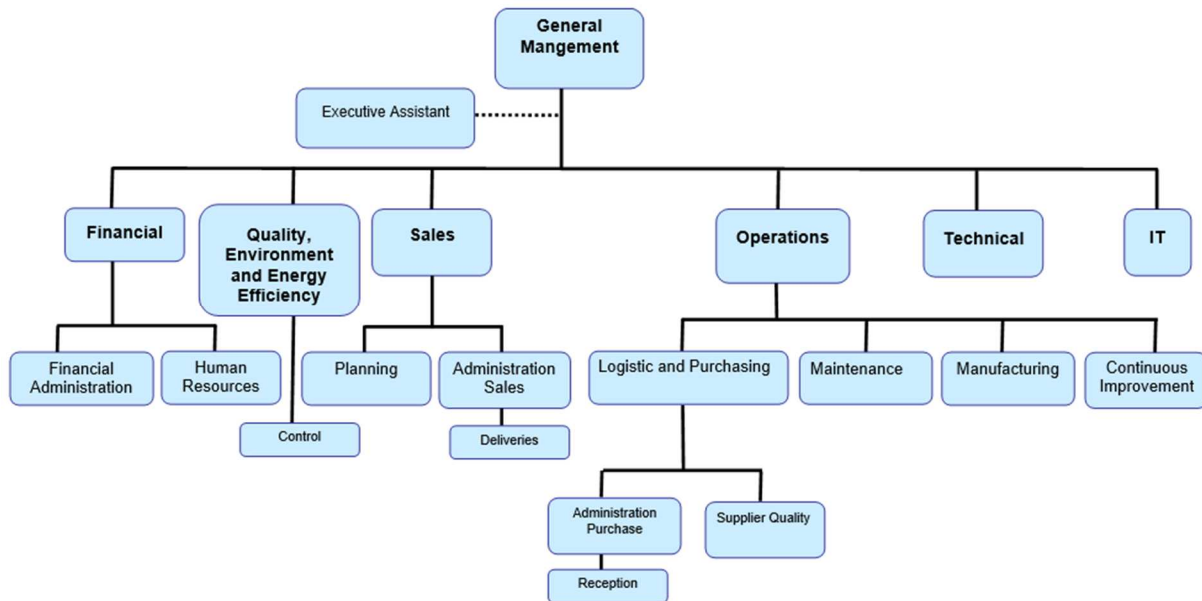 General
Mangement
Executive Assistant
Financial
Quality,
Environment
and Energy
Efficiency
Sales
Operations
Technical
IT
Financial
Administration
Human
Resources
Planning
Administration
Sales
Logistic and Purchasing
Maintenance
Manufacturing
Continuous
Improvement
Control
Deliveries
Administration
Purchase
Supplier Quality
Reception